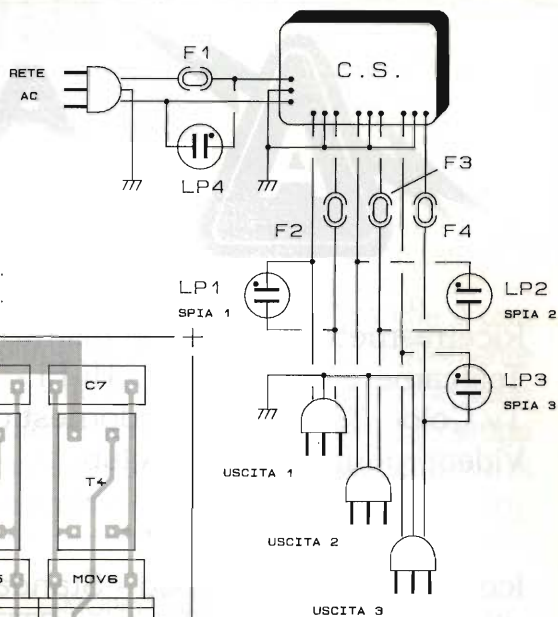 F1
C.S.
RETE
AC
LP4
F3
F2
F4
LP1
SPIA 1
LP2
SPIA 2
LP3
SPIA 3
C7
T4
USCITA 1
USCITA 2
MOV6
USCITA 3